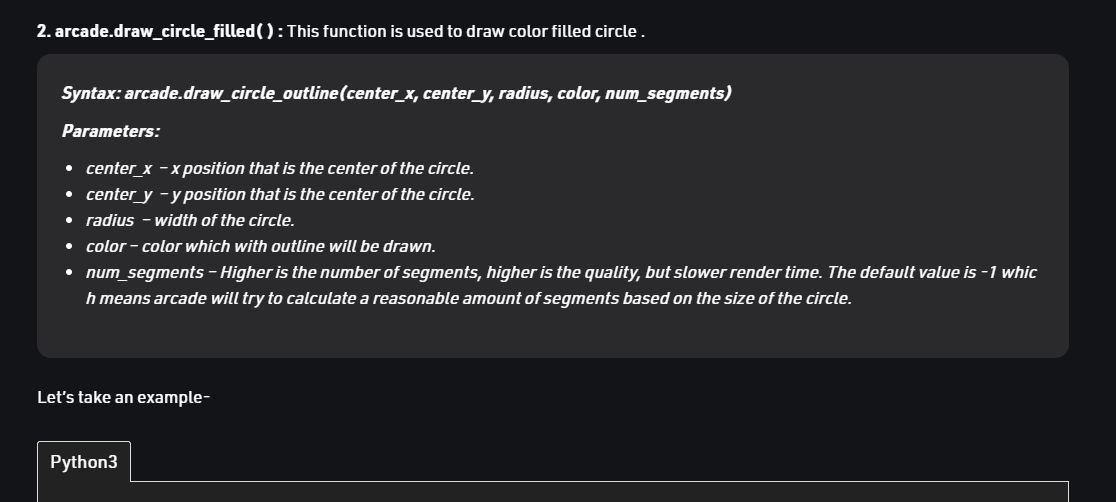 2. arcade.draw_circle_filled( ) : This function is used to draw color filled circle .
Syntax: arcade.draw_circle_outline(center_x, center_y, radius, color, num_segments)
Parameters:
• center_x – x position that is the center of the circle.
• center_y – y position that is the center of the circle.
• radius – width of the circle.
• color – color which with outline will be drawn.
• num_segments – Higher is the number of segments, higher is the quality, but slower render time. The default value is -1 whic
h means arcade will try to calculate a reasonable amount of segments based on the size of the circle.
Let's take an example-
Python3